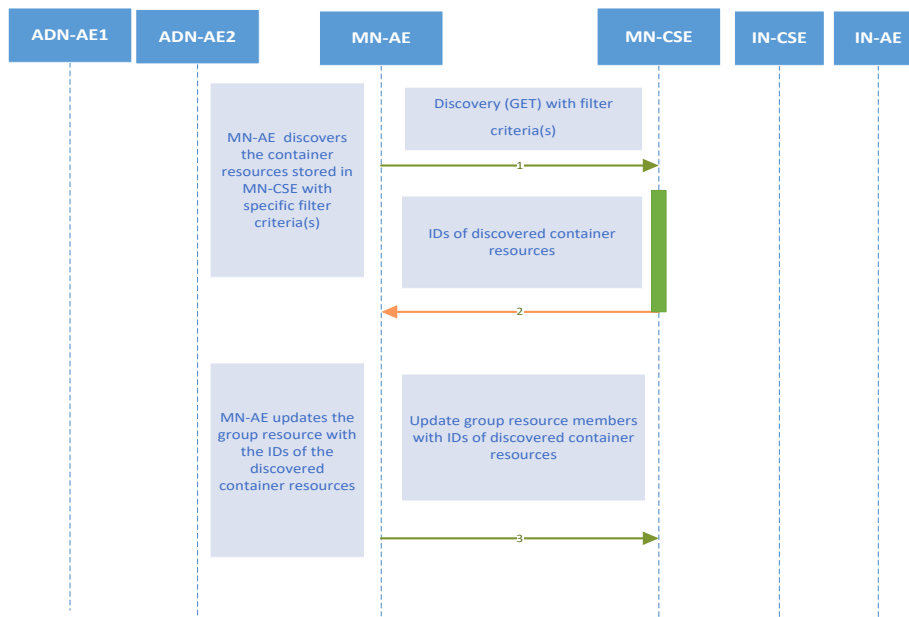 ADN-AE1
ADN-AE2
MN-AE
MN-CSE
IN-CSE
IN-AE
MN-AE discovers
the container
resources stored in
MN-CSE with
specific filter
criteria(s)
Discovery (GET) with filter
criteria(s)
1
IDs of discovered container
resources
2
MN-AE updates the
group resource with
the IDs of the
discovered
container resources
Update group resource members
with IDs of discovered container
resources
3